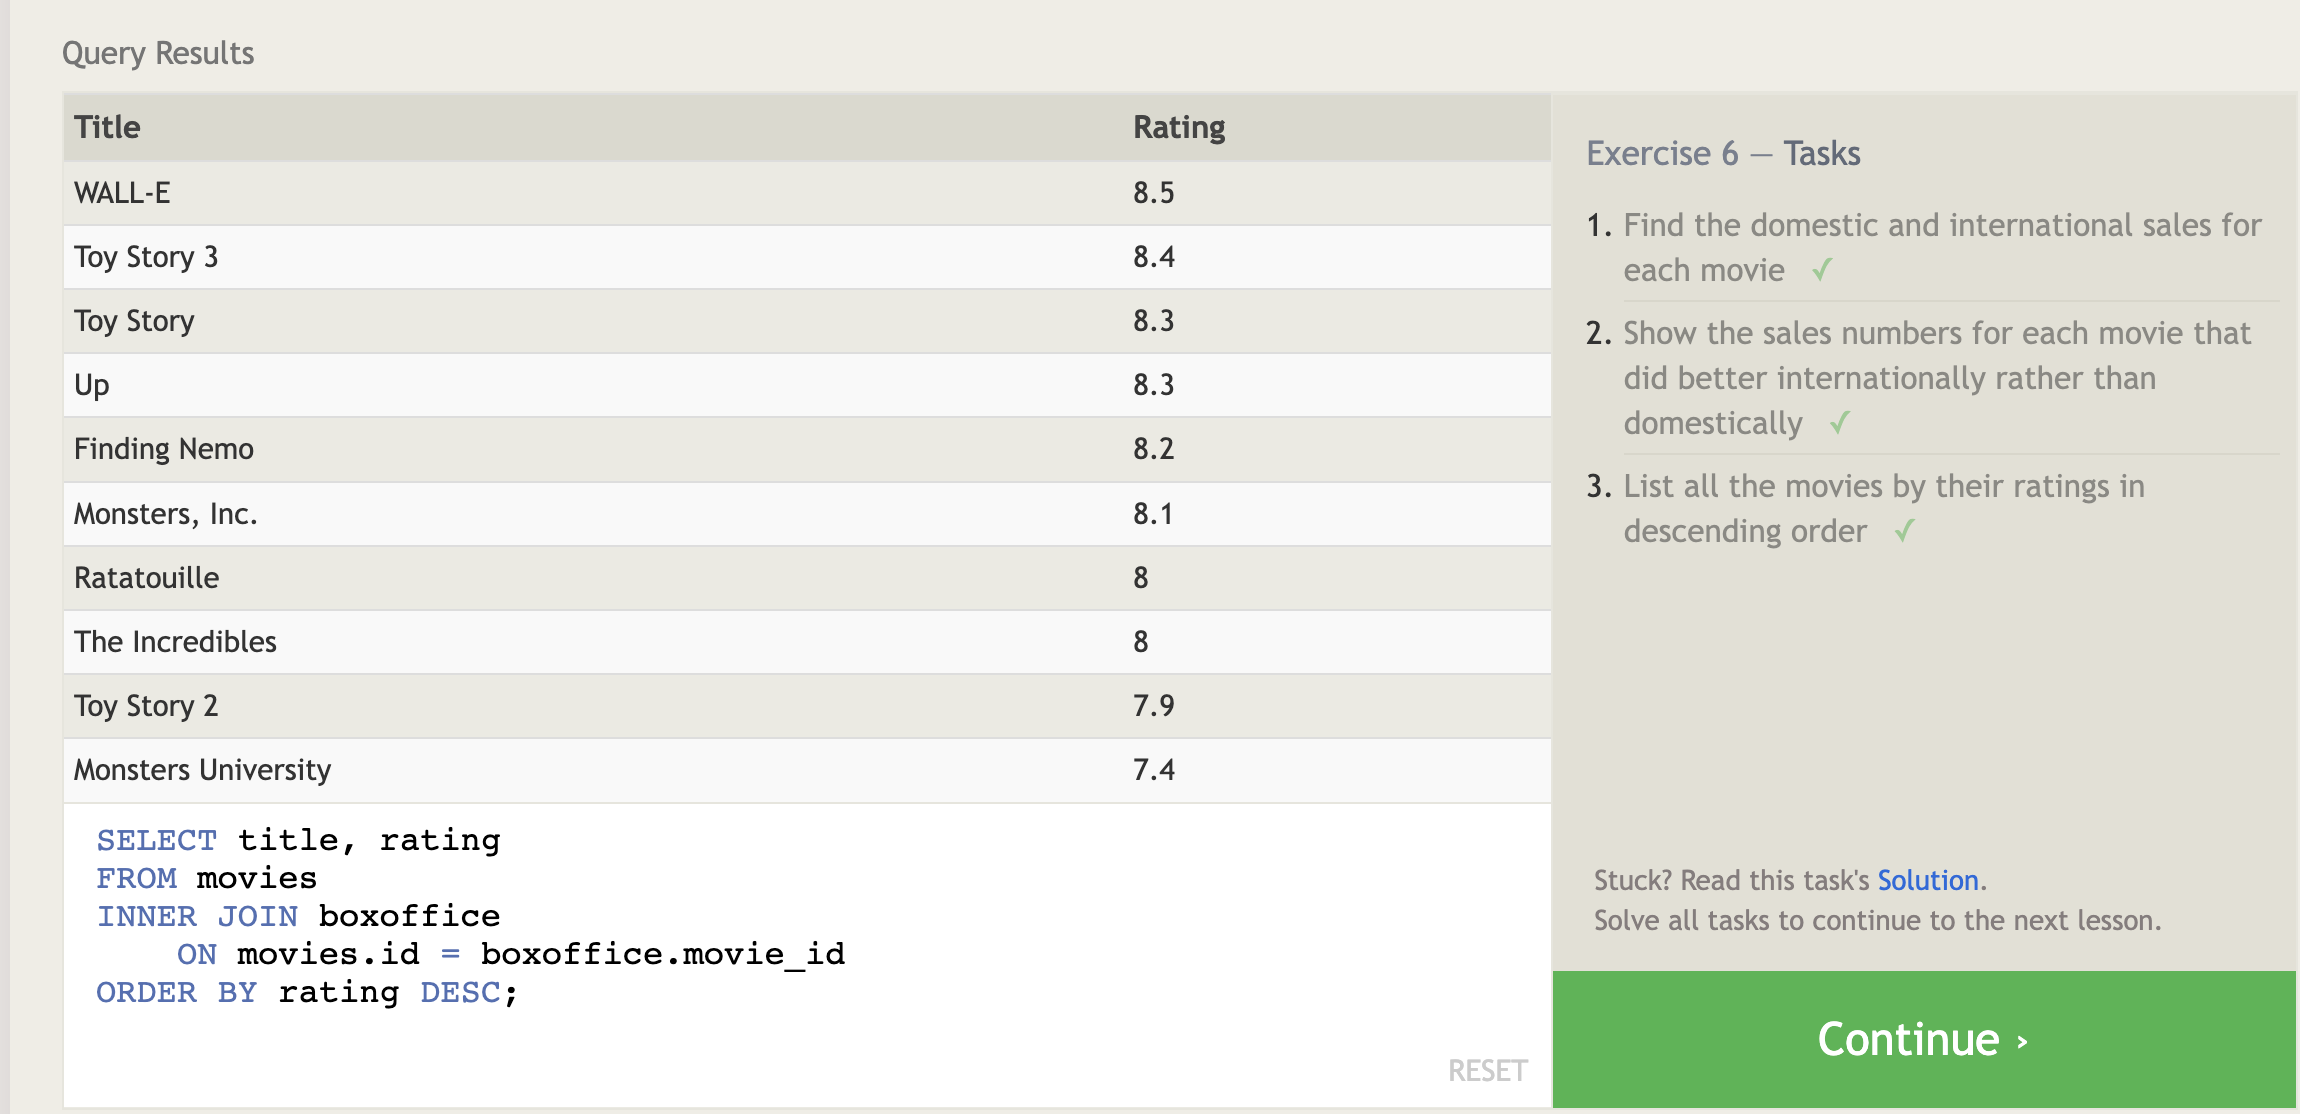 Query Results
Title Rating
WALL-E 8.5
Toy Story 3 8.4
Toy Story 8.3
Up 8.3
Finding Nemo 8.2
Monsters, Inc. 8.1
Ratatouille 8
The Incredibles 8
Toy Story 2 7.9
Monsters University 7.4
SELECT title, rating
FROM movies
INNER JOIN boxoffice
    ON movies.id = boxoffice.movie_id
ORDER BY rating DESC;
RESET
Exercise 6 — Tasks
1. Find the domestic and international sales for
each movie ✓
2. Show the sales numbers for each movie that
did better internationally rather than
domestically ✓
3. List all the movies by their ratings in
descending order ✓
Stuck? Read this task's Solution.
Solve all tasks to continue to the next lesson.
Continue ›